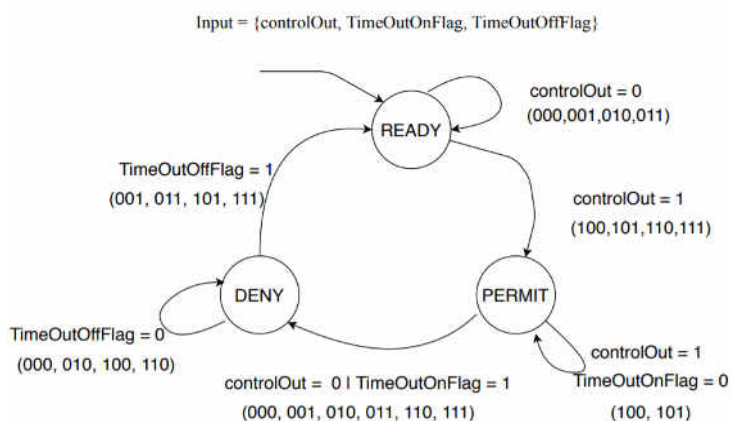 Input = {controlOut, TimeOutOnFlag, TimeOutOffFlag}
controlOut = 0
(000,001,010,011)
READY
TimeOutOffFlag = 1
(001, 011, 101, 111)
controlOut = 1
(100,101,110,111)
DENY
PERMIT
TimeOutOffFlag = 0
(000, 010, 100, 110)
controlOut = 1
TimeOutOnFlag = 0
(100, 101)
controlOut = 0 I TimeOutOnFlag = 1
(000, 001, 010, 011, 110, 111)